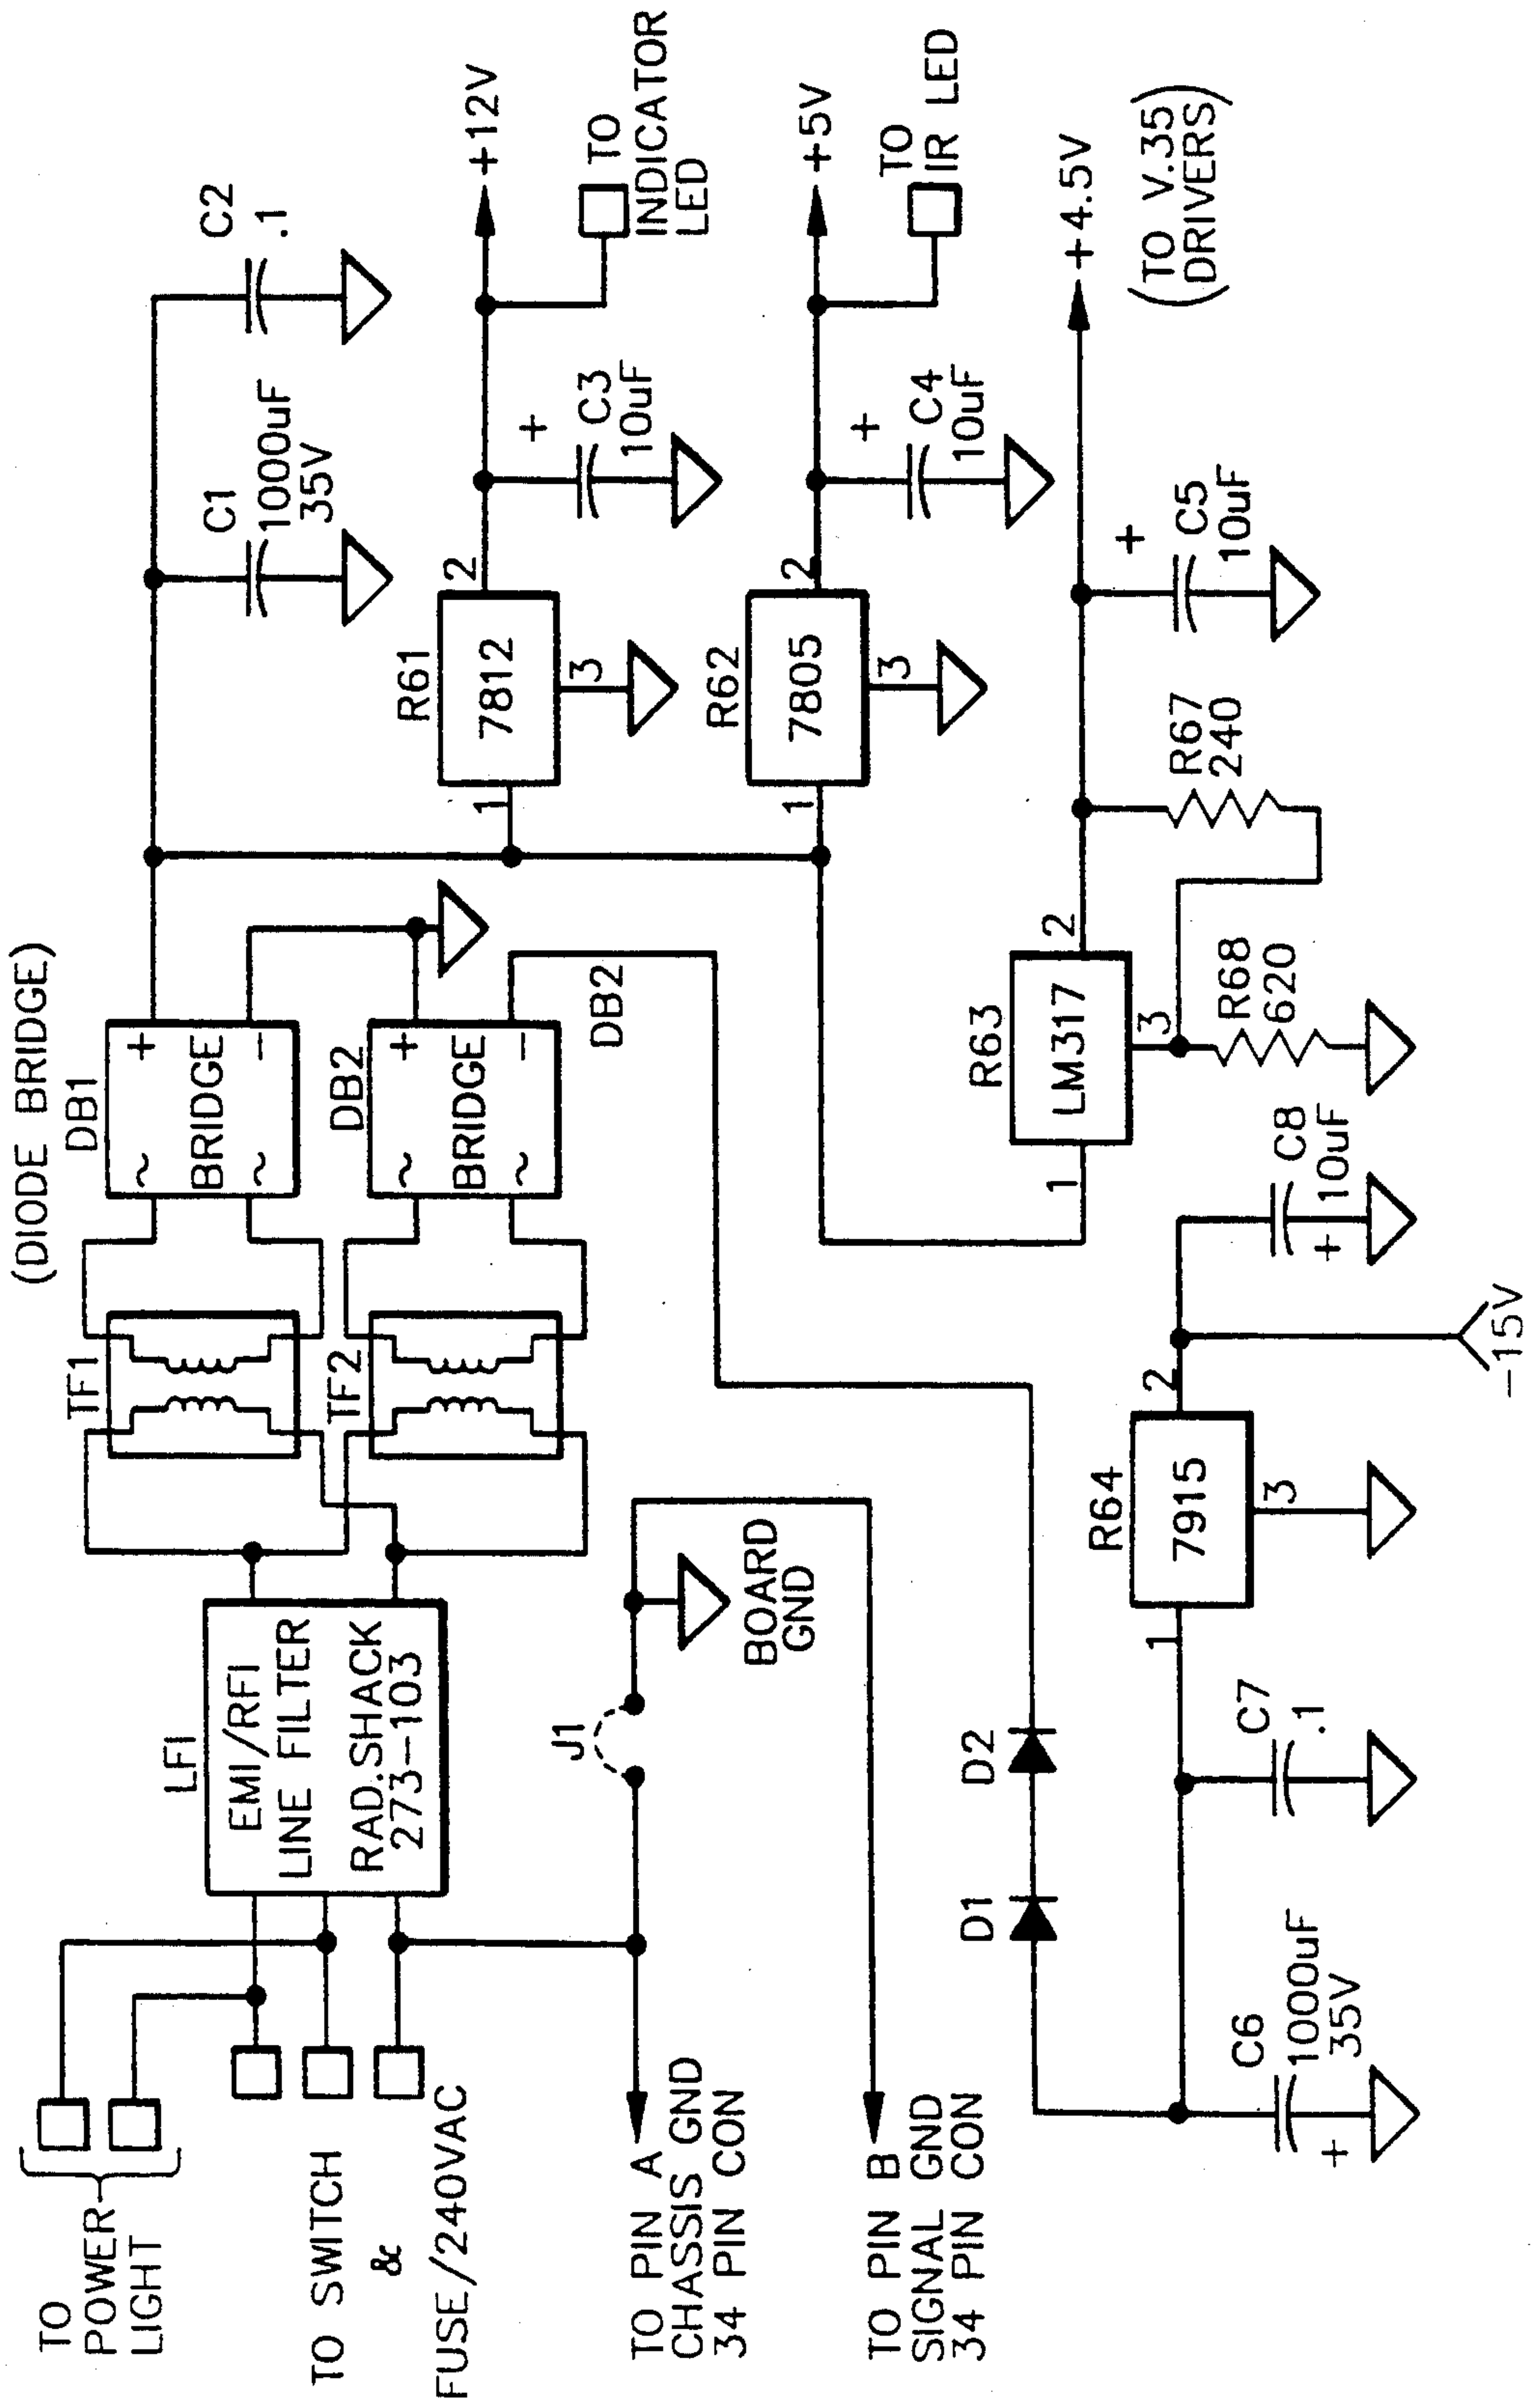 (DIODE BRIDGE)
DB1
~ +
BRIDGE
~ −
TF1
TF2
DB2
~ +
BRIDGE
~ −
DB2
C1
1000uF
35V
C2
.1
R61
7812
1
2
3
+
C3
10uF
+12V
TO
INDICATOR
LED
R62
7805
1
2
3
+
C4
10uF
+5V
TO
IR LED
R63
LM317
1
2
3
R67
240
R68
620
+
C5
10uF
+4.5V
(TO V.35
DRIVERS)
TO
POWER
LIGHT
TO SWITCH
&
FUSE/240VAC
LFI
EMI/RFI
LINE FILTER
RAD.SHACK
273-103
J1
BOARD
GND
TO PIN A
CHASSIS GND
34 PIN CON
TO PIN B
SIGNAL GND
34 PIN CON
D1
D2
C6
1000uF
35V
+
C7
.1
R64
7915
1
2
3
C8
10uF
+
-15V